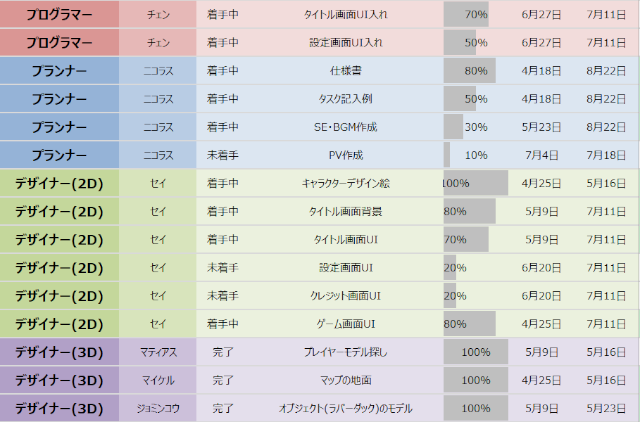 プログラマー チェン 着手中 タイトル画面UI入れ 70% 6月27日 7月11日
プログラマー チェン 着手中 設定画面UI入れ 50% 6月27日 7月11日
プランナー ニコラス 着手中 仕様書 80% 4月18日 8月22日
プランナー ニコラス 着手中 タスク記入例 50% 4月18日 8月22日
プランナー ニコラス 着手中 SE・BGM作成 30% 5月23日 8月22日
プランナー ニコラス 未着手 PV作成 10% 7月4日 7月18日
デザイナー(2D) セイ 着手中 キャラクターデザイン絵 100% 4月25日 5月16日
デザイナー(2D) セイ 着手中 タイトル画面背景 80% 5月9日 7月11日
デザイナー(2D) セイ 着手中 タイトル画面UI 70% 5月9日 7月11日
デザイナー(2D) セイ 未着手 設定画面UI 20% 6月20日 7月11日
デザイナー(2D) セイ 未着手 クレジット画面UI 20% 6月20日 7月11日
デザイナー(2D) セイ 着手中 ゲーム画面UI 80% 4月25日 7月11日
デザイナー(3D) マティアス 完了 プレイヤーモデル探し 100% 5月9日 5月16日
デザイナー(3D) マイケル 完了 マップの地面 100% 4月25日 5月16日
デザイナー(3D) ジョミンコウ 完了 オブジェクト(ラバーダック)のモデル 100% 5月9日 5月23日